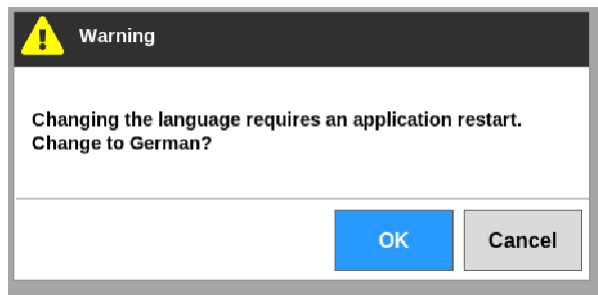 Warning
Changing the language requires an application restart.
Change to German?
OK
Cancel